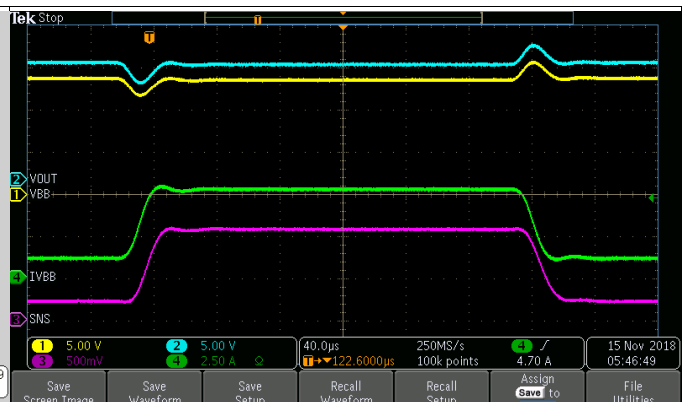 Tek Stop
T
T
2 VOUT
1 VBB
4 IVBB
3 SNS
1 5.00 V 2 5.00 V
3 500mV 4 2.50 A Ω
40.0µs 250MS/s 4 ∫
T→▼122.6000µs 100k points 4.70 A
15 Nov 2018
05:46:49
9
Save Screen Image
Save Waveform
Save Setup
Recall Waveform
Recall Setup
Assign Save to
File Utilities